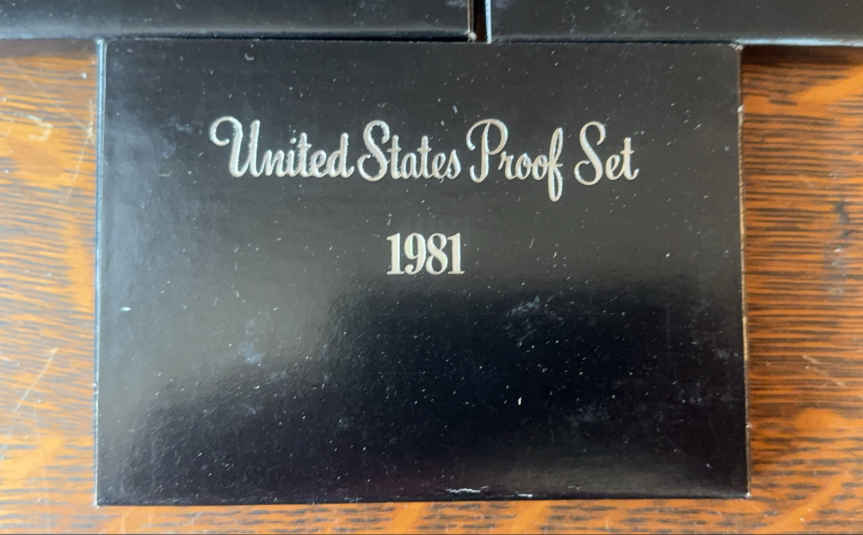 United States Proof Set
1981